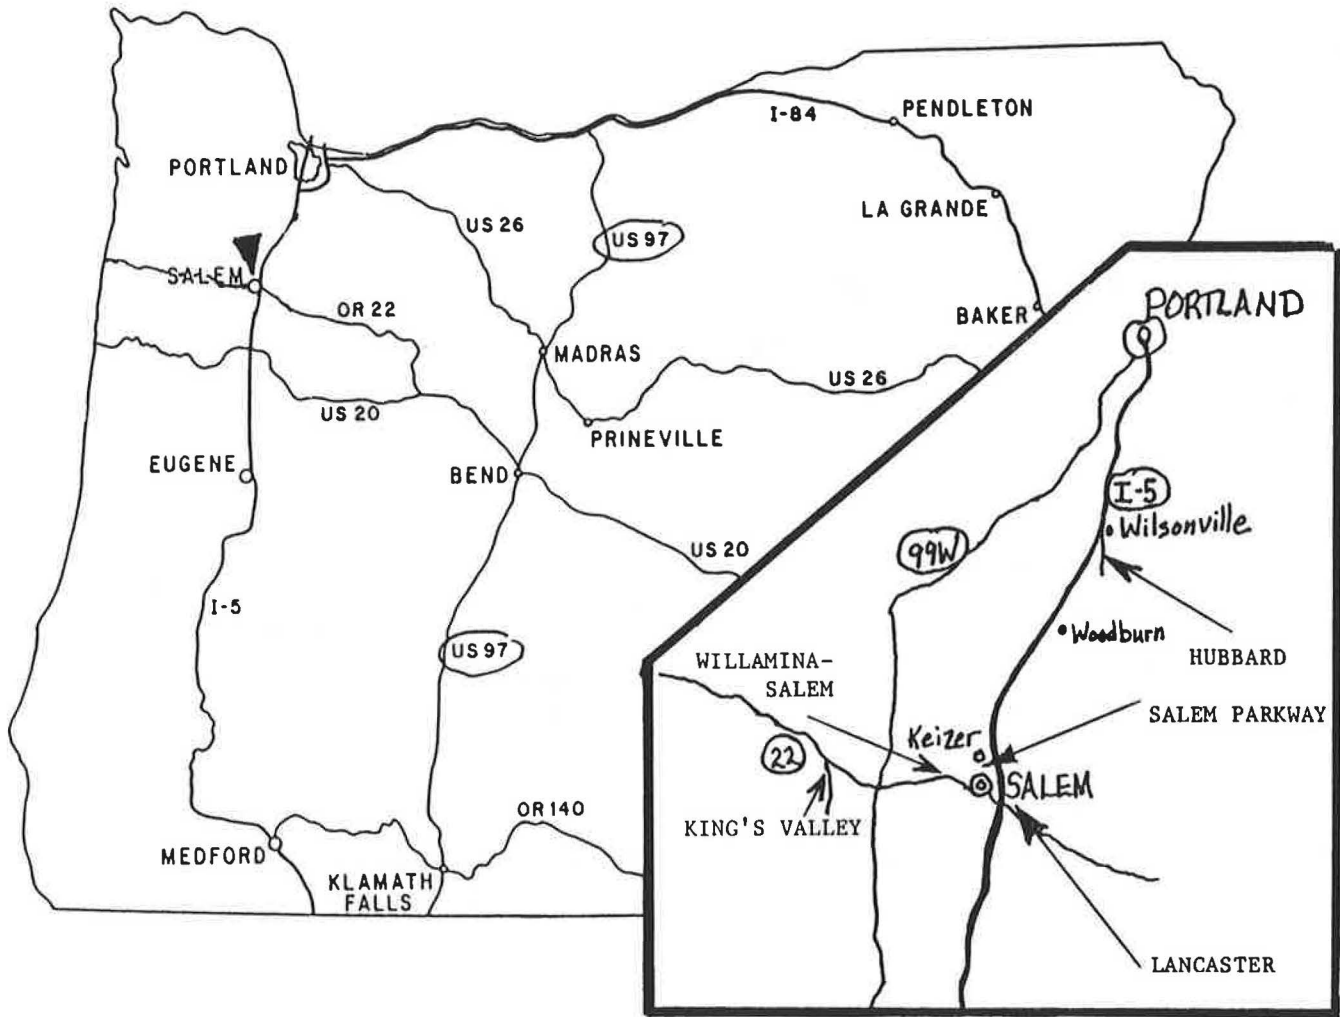 I-84
PENDLETON
PORTLAND
LA GRANDE
US 26
US 97
SALEM
OR 22
BAKER
MADRAS
US 26
US 20
PRINEVILLE
EUGENE
BEND
US 20
I-5
US 97
OR 140
MEDFORD
KLAMATH
FALLS
PORTLAND
I-5
Wilsonville
99W
Woodburn
HUBBARD
WILLAMINA-
SALEM
SALEM PARKWAY
Keizer
22
SALEM
KING'S VALLEY
LANCASTER